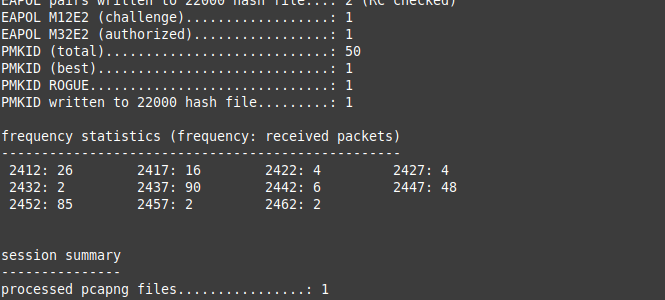 EAPOL pairs written to 22000 hash file...: 2 (RC checked)
EAPOL M12E2 (challenge)..................: 1
EAPOL M32E2 (authorized).................: 1
PMKID (total)............................: 50
PMKID (best).............................: 1
PMKID ROGUE..............................: 1
PMKID written to 22000 hash file.........: 1
frequency statistics (frequency: received packets)
--------------------------------------------------
2412: 26 2417: 16 2422: 4 2427: 4
2432: 2 2437: 90 2442: 6 2447: 48
2452: 85 2457: 2 2462: 2
session summary
---------------
processed pcapng files................: 1